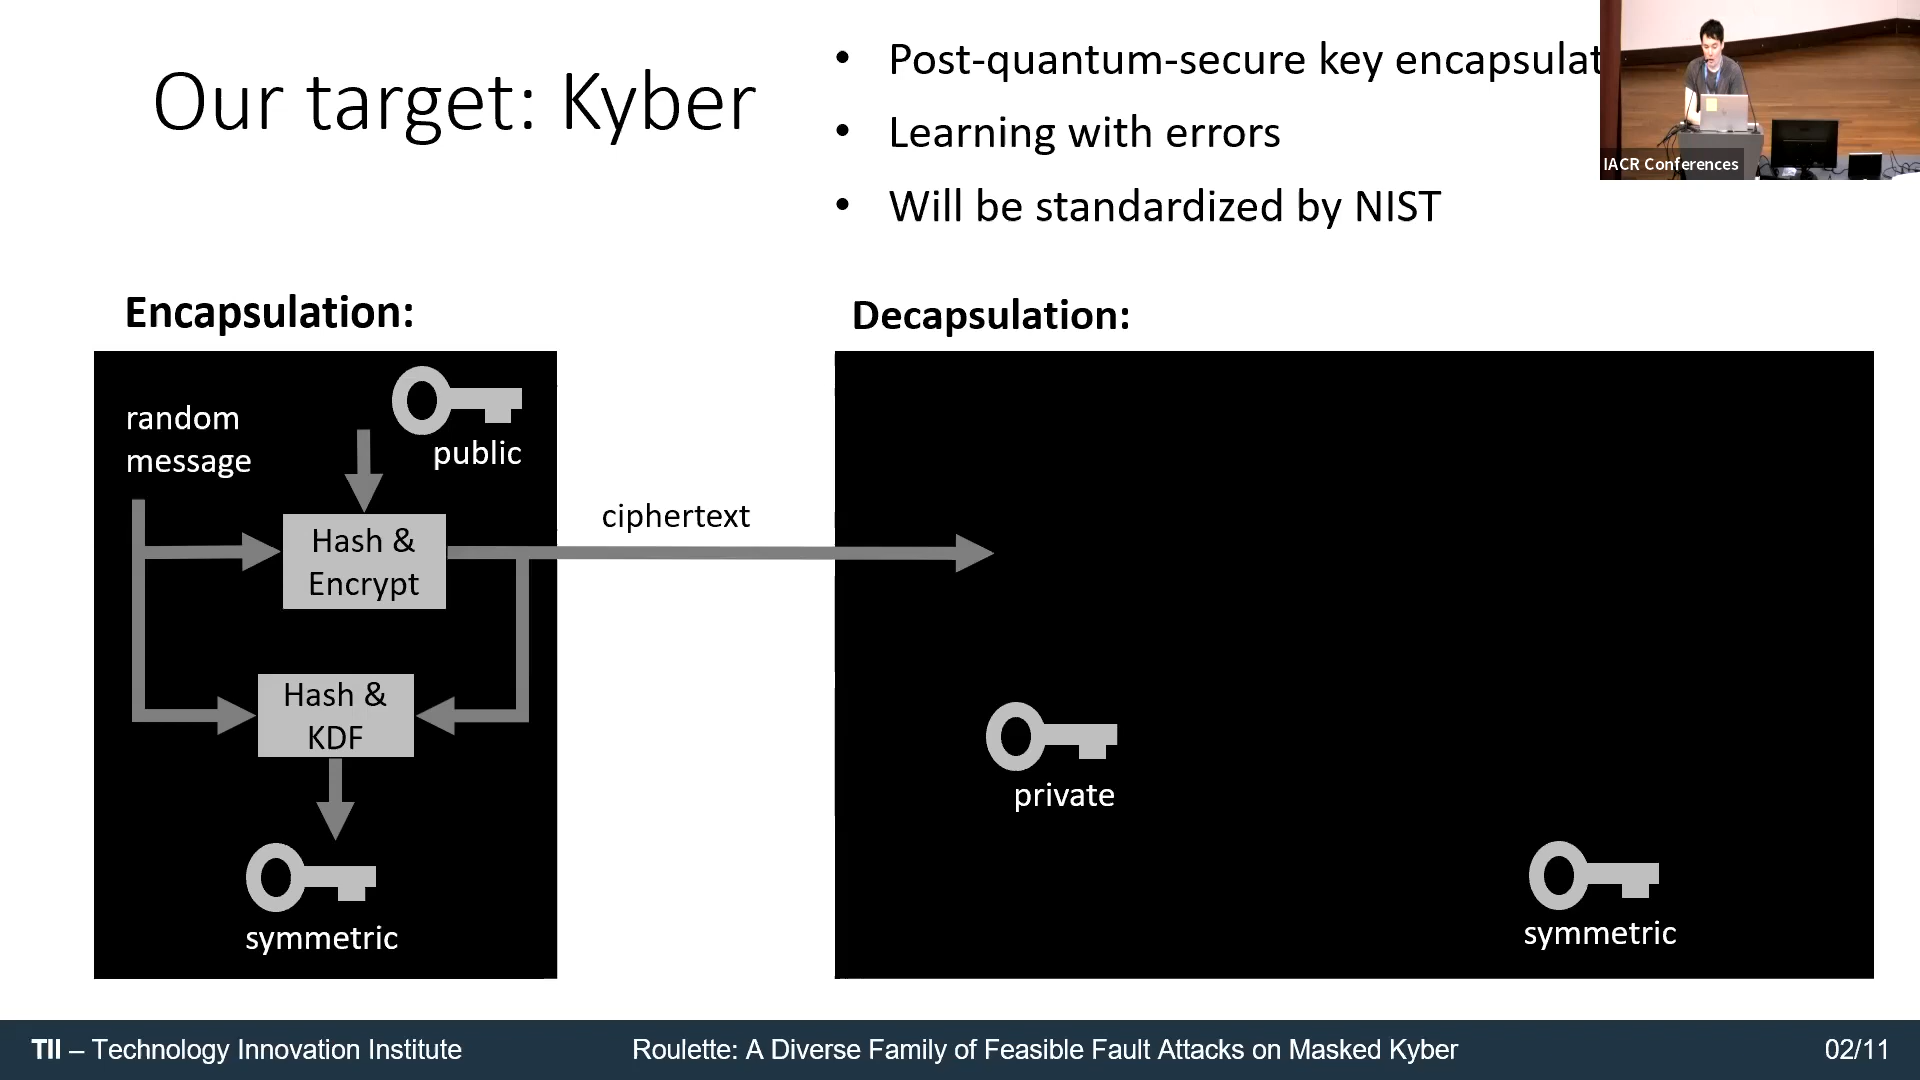 Our target: Kyber
• Post-quantum-secure key encapsulat
• Learning with errors
• Will be standardized by NIST
IACR Conferences
Encapsulation:
Decapsulation:
random
message
public
ciphertext
Hash &
Encrypt
Hash &
KDF
symmetric
private
symmetric
TII – Technology Innovation Institute
Roulette: A Diverse Family of Feasible Fault Attacks on Masked Kyber
02/11